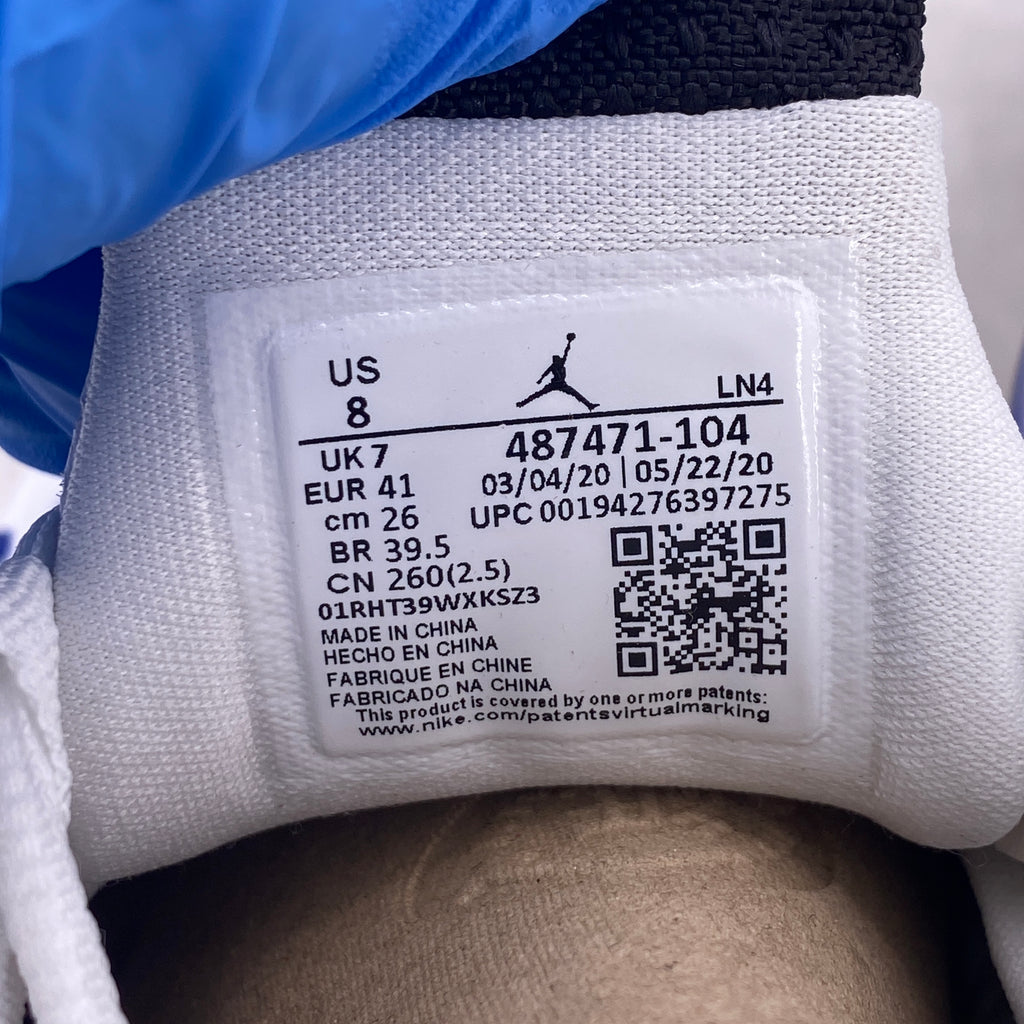 US
8
LN4
UK 7
487471-104
EUR 41
03/04/20 | 05/22/20
cm 26
UPC 00194276397275
BR 39.5
CN 260(2.5)
01RHT39WXKSZ3
MADE IN CHINA
HECHO EN CHINA
FABRIQUE EN CHINE
FABRICADO NA CHINA
This product is covered by one or more patents:
www.nike.com/patentsvirtualmarking